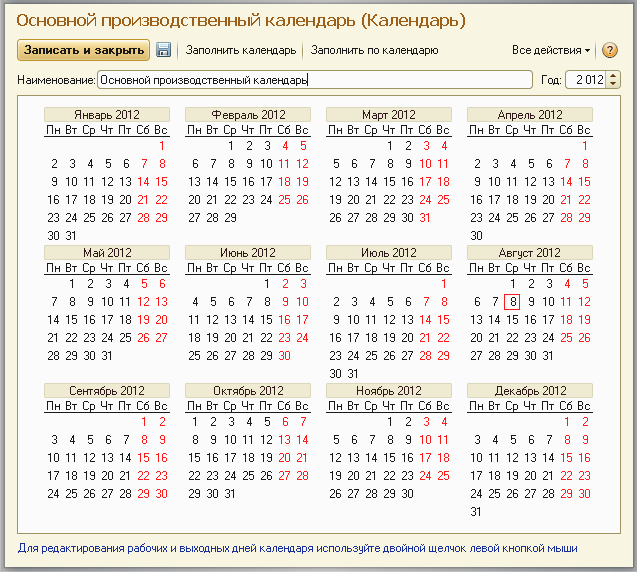 Основной производственный календарь (Календарь)
Записать и закрыть Заполнить календарь Заполнить по календарю Все действия ?
Наименование: Основной производственный календарь Год: 2 012
Январь 2012 Февраль 2012 Март 2012 Апрель 2012
Пн Вт Ср Чт Пт Сб Вс Пн Вт Ср Чт Пт Сб Вс Пн Вт Ср Чт Пт Сб Вс Пн Вт Ср Чт Пт Сб Вс
1 1 2 3 4 5 1 2 3 4 1
2 3 4 5 6 7 8 6 7 8 9 10 11 12 5 6 7 8 9 10 11 2 3 4 5 6 7 8
9 10 11 12 13 14 15 13 14 15 16 17 18 19 12 13 14 15 16 17 18 9 10 11 12 13 14 15
16 17 18 19 20 21 22 20 21 22 23 24 25 26 19 20 21 22 23 24 25 16 17 18 19 20 21 22
23 24 25 26 27 28 29 27 28 29 26 27 28 29 30 31 23 24 25 26 27 28 29
30 31 30
Май 2012 Июнь 2012 Июль 2012 Август 2012
Пн Вт Ср Чт Пт Сб Вс Пн Вт Ср Чт Пт Сб Вс Пн Вт Ср Чт Пт Сб Вс Пн Вт Ср Чт Пт Сб Вс
1 2 3 4 5 6 1 2 3 1 1 2 3 4 5
7 8 9 10 11 12 13 4 5 6 7 8 9 10 2 3 4 5 6 7 8 6 7 8 9 10 11 12
14 15 16 17 18 19 20 11 12 13 14 15 16 17 9 10 11 12 13 14 15 13 14 15 16 17 18 19
21 22 23 24 25 26 27 18 19 20 21 22 23 24 16 17 18 19 20 21 22 20 21 22 23 24 25 26
28 29 30 31 25 26 27 28 29 30 23 24 25 26 27 28 29 27 28 29 30 31
30 31
Сентябрь 2012 Октябрь 2012 Ноябрь 2012 Декабрь 2012
Пн Вт Ср Чт Пт Сб Вс Пн Вт Ср Чт Пт Сб Вс Пн Вт Ср Чт Пт Сб Вс Пн Вт Ср Чт Пт Сб Вс
1 2 1 2 3 4 5 6 7 1 2 3 4 1 2
3 4 5 6 7 8 9 8 9 10 11 12 13 14 5 6 7 8 9 10 11 3 4 5 6 7 8 9
10 11 12 13 14 15 16 15 16 17 18 19 20 21 12 13 14 15 16 17 18 10 11 12 13 14 15 16
17 18 19 20 21 22 23 22 23 24 25 26 27 28 19 20 21 22 23 24 25 17 18 19 20 21 22 23
24 25 26 27 28 29 30 29 30 31 26 27 28 29 30 24 25 26 27 28 29 30
31
Для редактирования рабочих и выходных дней календаря используйте двойной щелчок левой кнопкой мыши